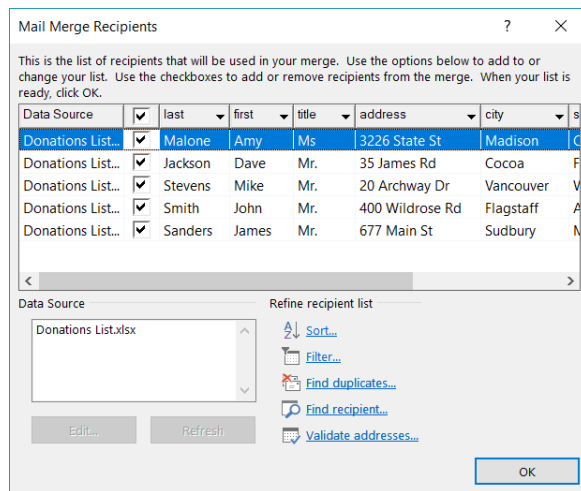 Mail Merge Recipients
This is the list of recipients that will be used in your merge.  Use the options below to add to or
change your list.  Use the checkboxes to add or remove recipients from the merge.  When your list is
ready, click OK.
Data Source last first title address city s
Donations List... Malone Amy Ms 3226 State St Madison C
Donations List... Jackson Dave Mr. 35 James Rd Cocoa F
Donations List... Stevens Mike Mr. 20 Archway Dr Vancouver
Donations List... Smith John Mr. 400 Wildrose Rd Flagstaff A
Donations List... Sanders James Mr. 677 Main St Sudbury
Data Source
Donations List.xlsx
Edit... Refresh
Refine recipient list
Sort...
Filter...
Find duplicates...
Find recipient...
Validate addresses...
OK